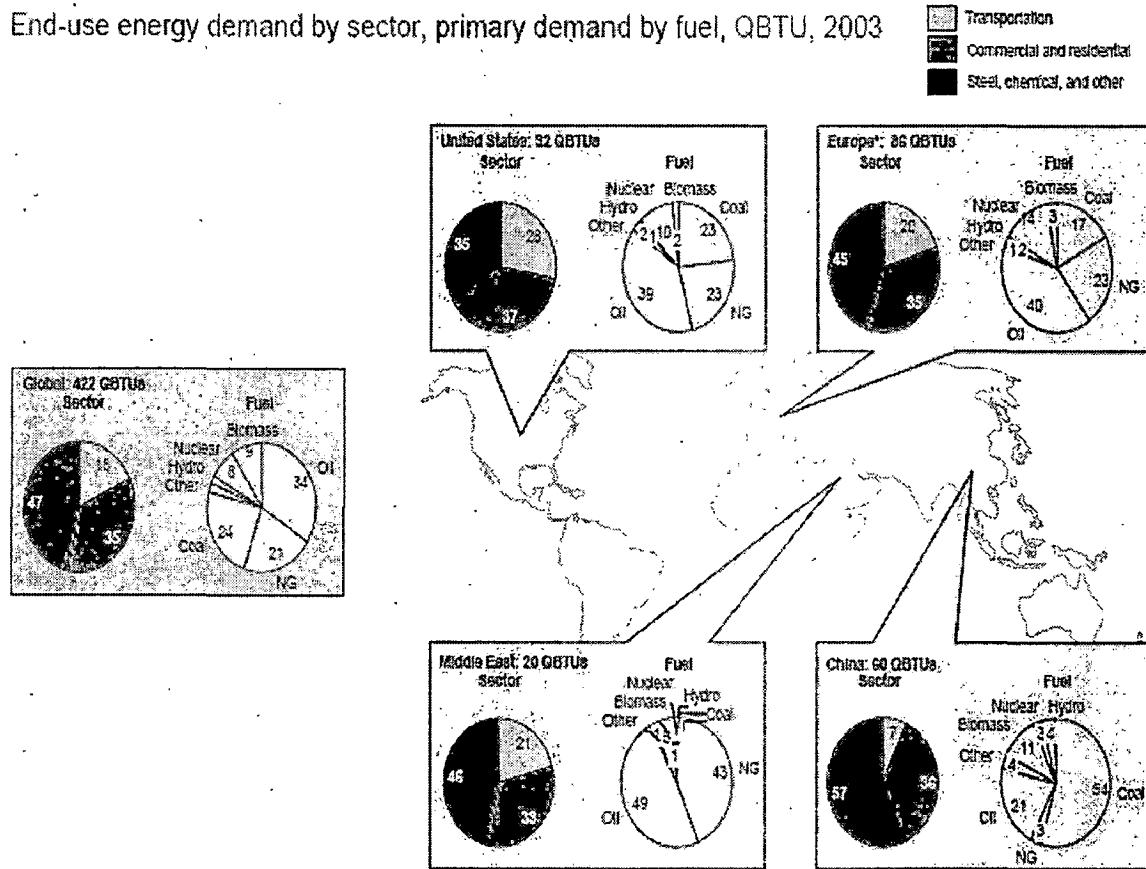 End-use energy demand by sector, primary demand by fuel, QBTU, 2003
Transportation
Commercial and residential
Steel, chemical, and other
United States: 92 QBTUs
Sector
Fuel
Nuclear Biomass
Hydro
Other
Coal
35
28
37
2 1 10
2
23
39
23
Oil
NG
Europe*: 86 QBTUs
Sector
Fuel
Biomass
Nuclear
Hydro
Other
Coal
20
45
35
14
3
17
1 2
23
NG
40
Oil
Global: 422 QBTUs
Sector
Fuel
Biomass
Nuclear
Hydro
Other
Oil
47
35
9
8
34
24
Coal
NG
Middle East: 20 QBTUs
Sector
Fuel
Nuclear
Biomass
Other
Hydro
Coal
21
46
33
1
43
NG
49
Oil
China: 60 QBTUs
Sector
Fuel
Nuclear Hydro
Biomass
Other
7
57
11
4
Coal
21
Oil
3
NG